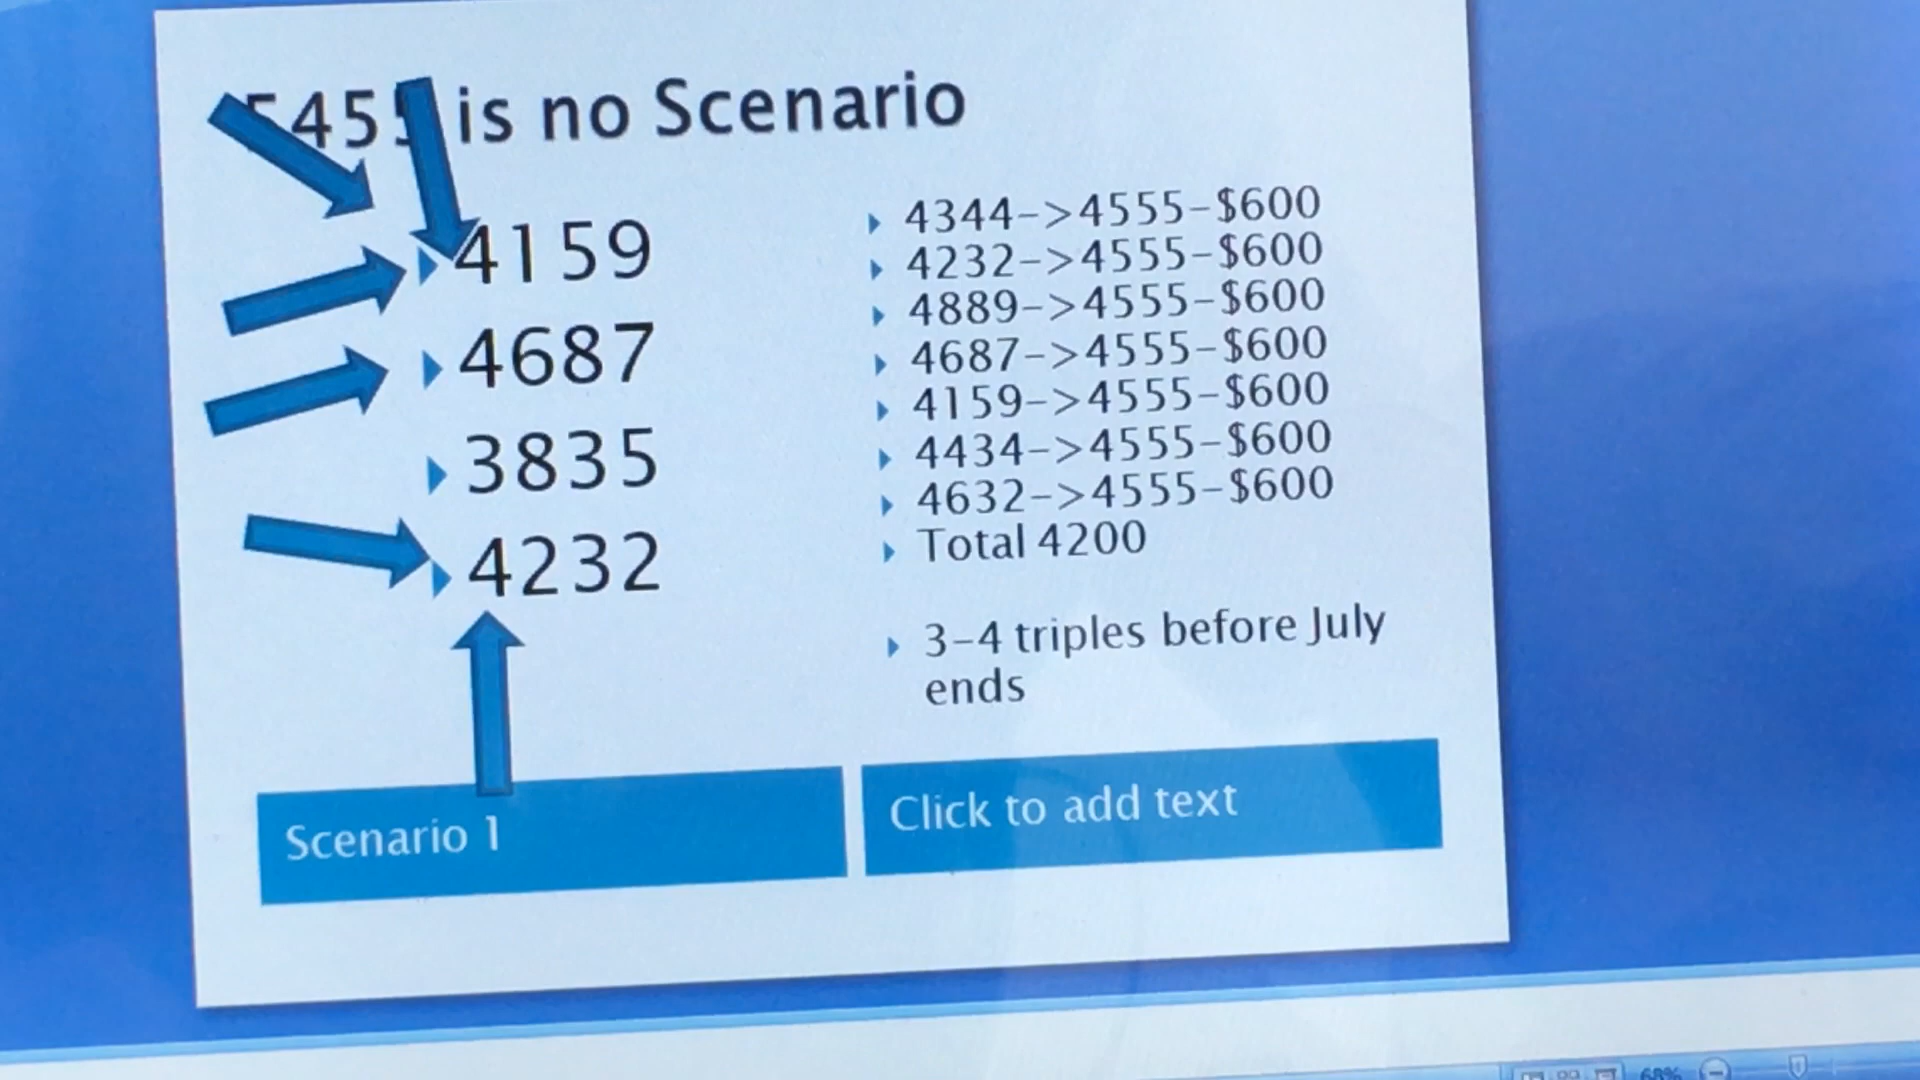 5455 is no Scenario
4159
4687
3835
4232
4344->4555-$600
4232->4555-$600
4889->4555-$600
4687->4555-$600
4159->4555-$600
4434->4555-$600
4632->4555-$600
Total 4200
3-4 triples before July
ends
Scenario 1
Click to add text
68%